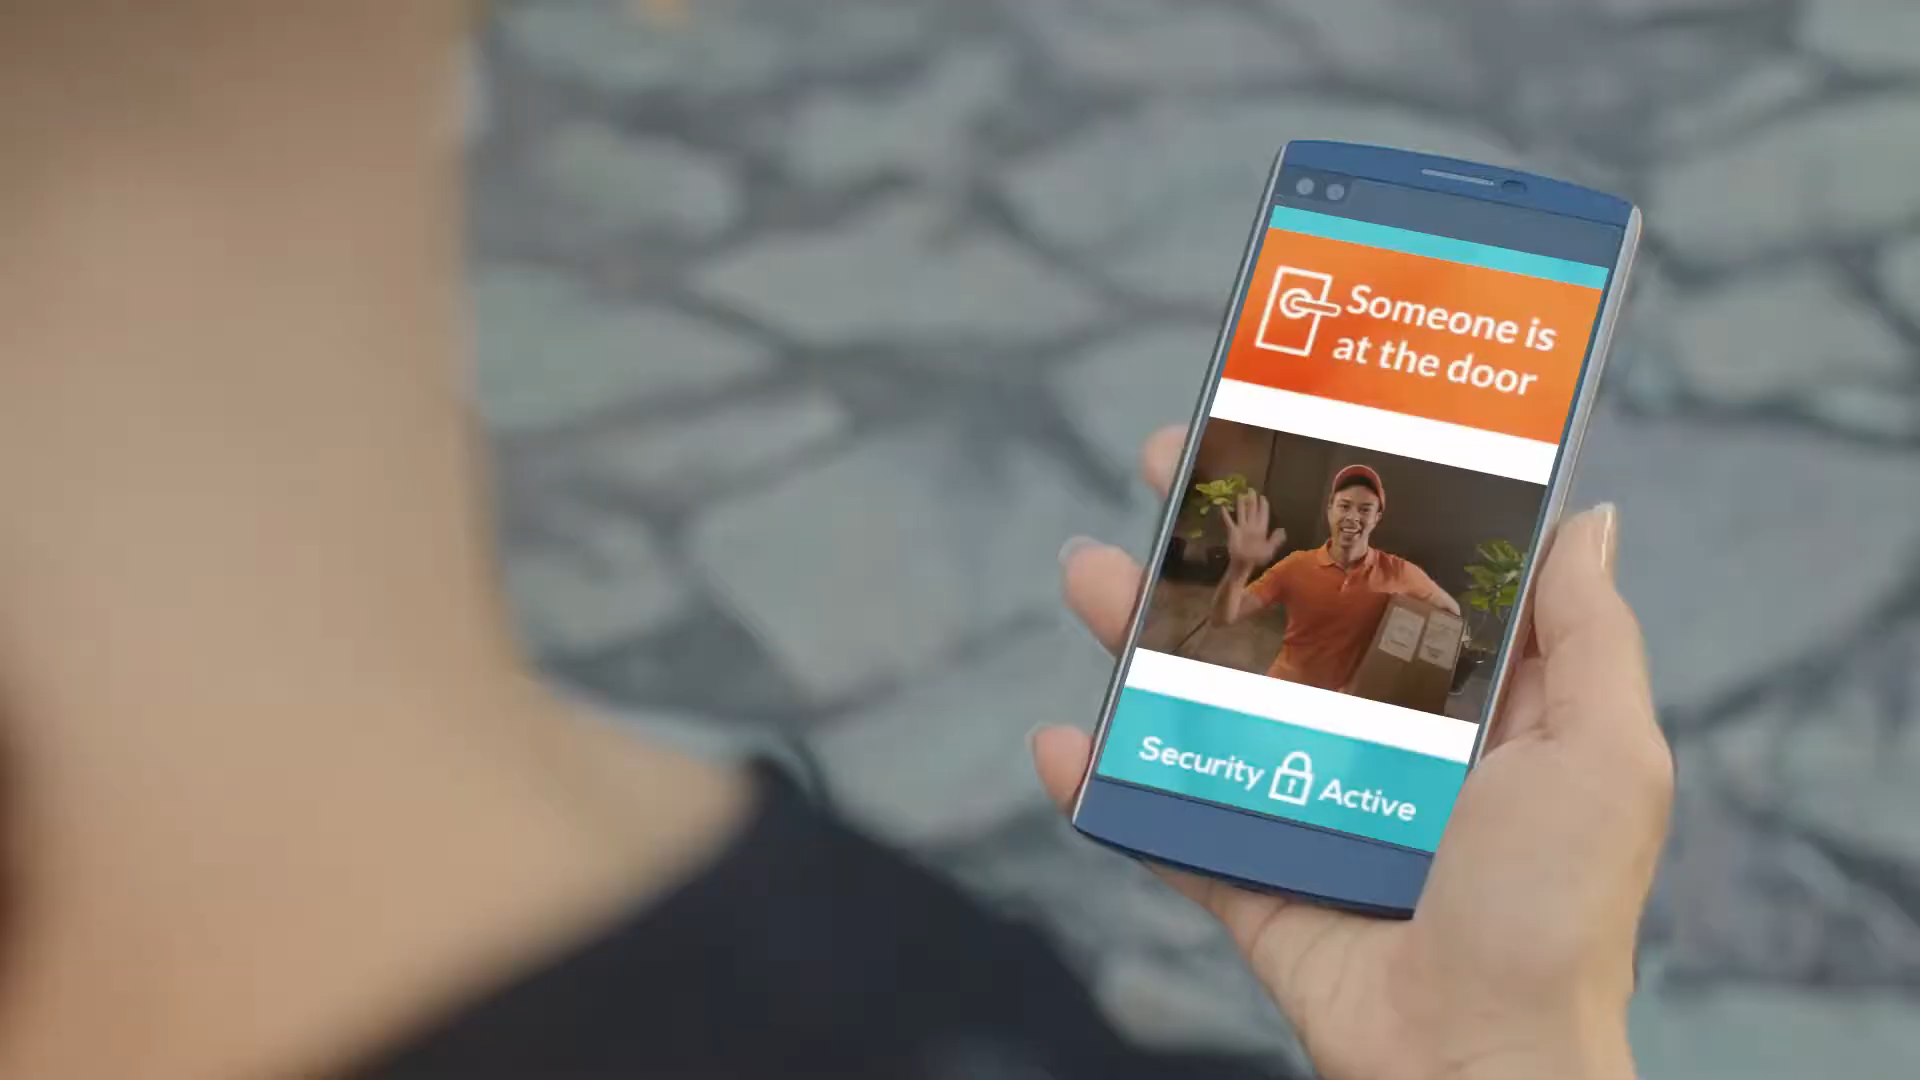 Someone is
at the door
Security Active